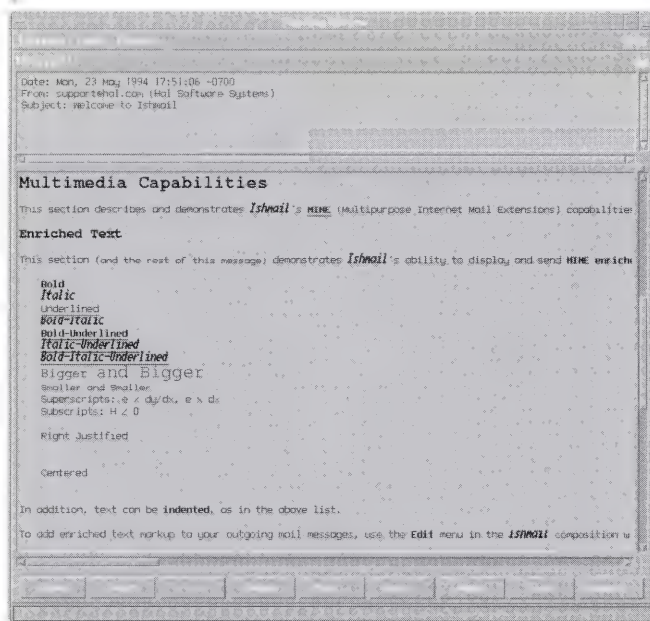 Date: Mon, 23 May 1994 17:51:06 -0700
From: support@hal.com (Hal Software Systems)
Subject: Welcome to Ishmail
Multimedia Capabilities
This section describes and demonstrates Ishmail's MIME (Multipurpose Internet Mail Extensions) capabilities
Enriched Text
This section (and the rest of this message) demonstrates Ishmail's ability to display and send MIME enrich
Bold
Italic
Underlined
Bold-Italic
Bold-Underlined
Italic-Underlined
Bold-Italic-Underlined
Bigger and Bigger
Smaller and Smaller
Superscripts: e x dy/dx, e x dx
Subscripts: H < O
Right Justified
Centered
In addition, text can be indented, as in the above list.
To add enriched text markup to your outgoing mail messages, use the Edit menu in the Ishmail composition w